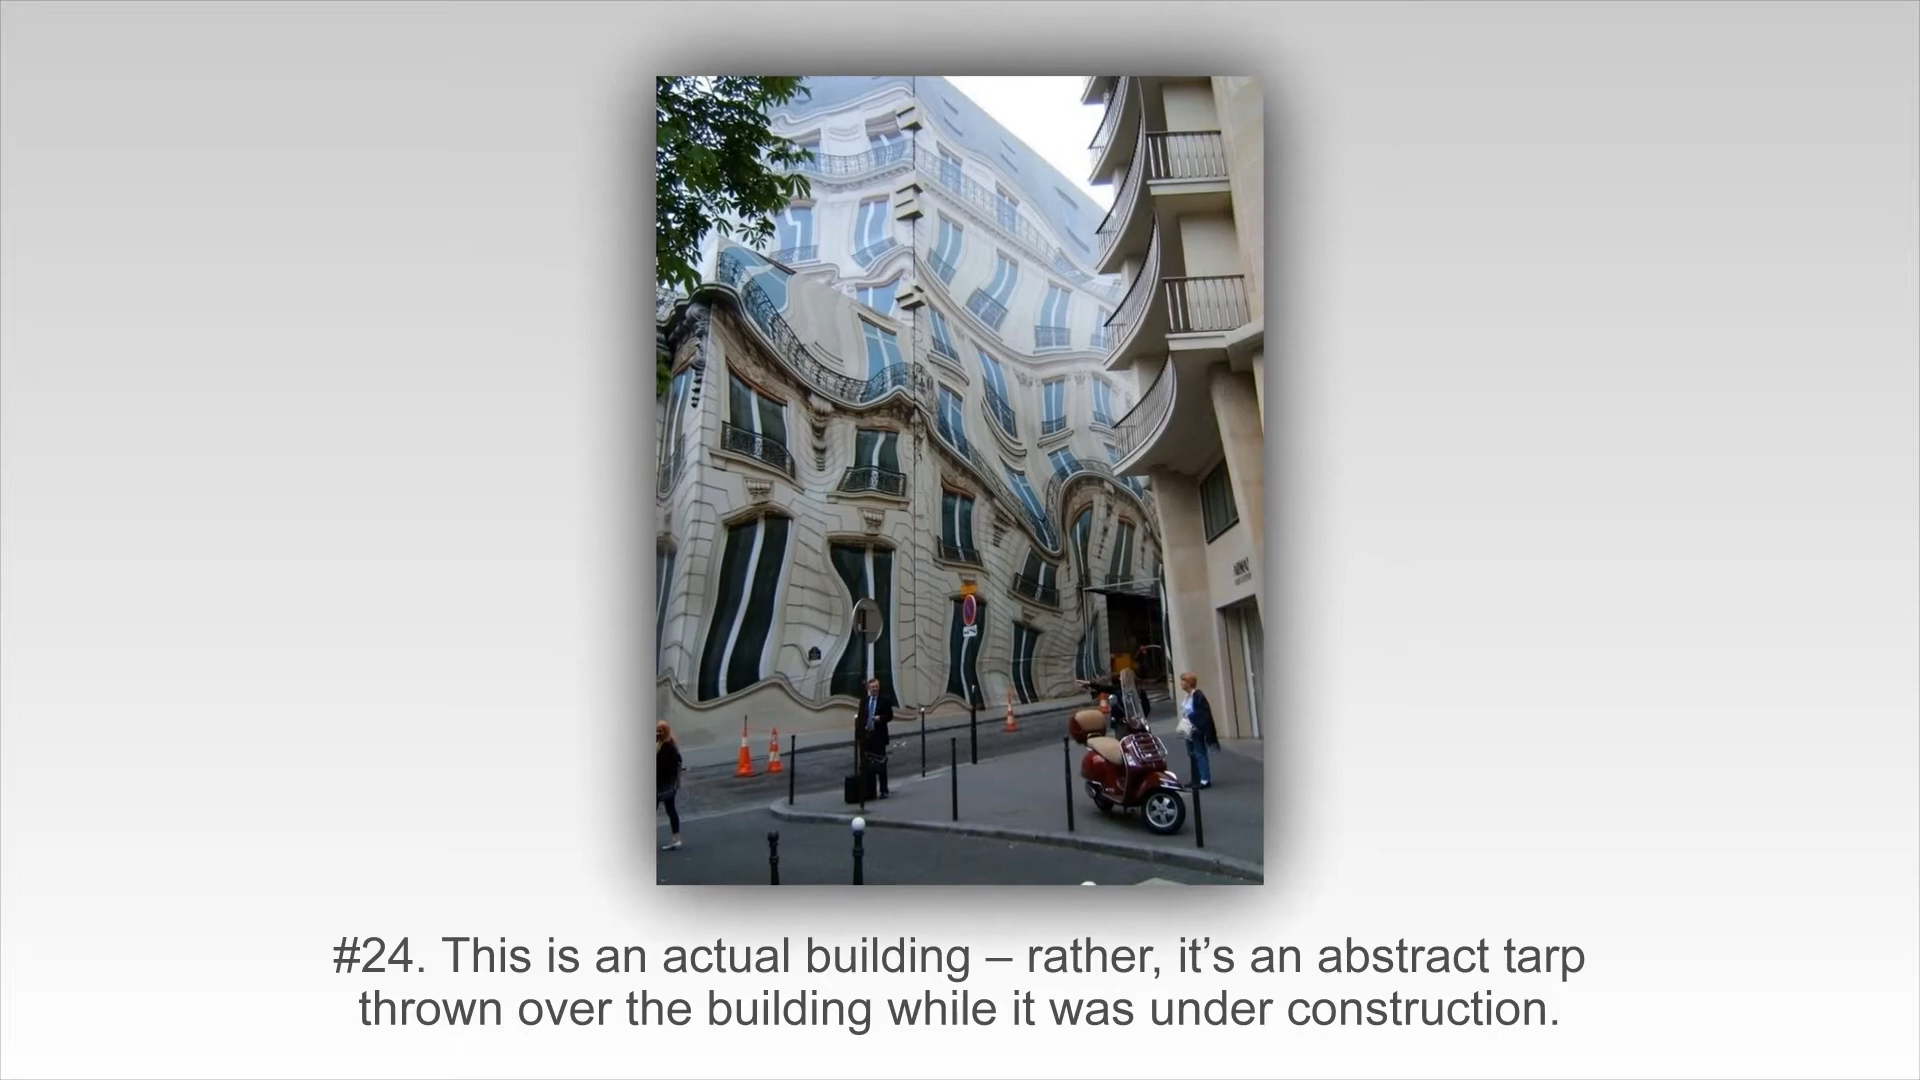 #24. This is an actual building – rather, it’s an abstract tarp
thrown over the building while it was under construction.